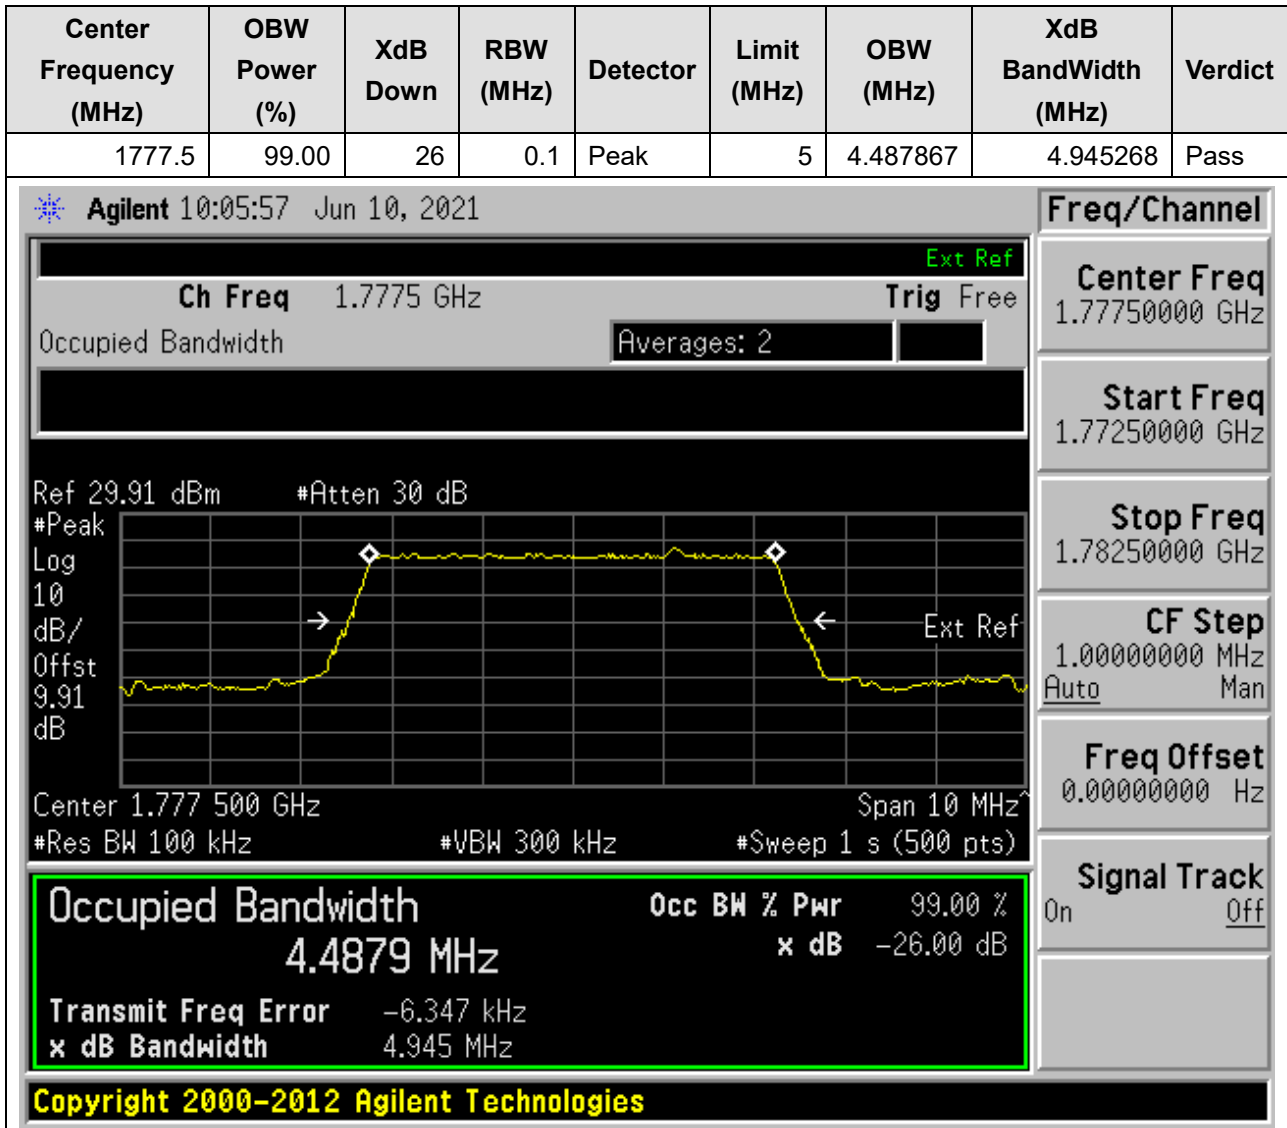 Center Frequency (MHz) OBW Power (%) XdB Down RBW (MHz) Detector Limit (MHz) OBW (MHz) XdB BandWidth (MHz) Verdict
1777.5 99.00 26 0.1 Peak 5 4.487867 4.945268 Pass
Agilent 10:05:57 Jun 10, 2021
Ext Ref
Ch Freq 1.7775 GHz Trig Free
Occupied Bandwidth Averages: 2
Ref 29.91 dBm #Atten 30 dB
#Peak
Log
10
dB/
Offst
9.91
dB
Ext Ref
Center 1.777 500 GHz Span 10 MHz^
#Res BW 100 kHz #VBW 300 kHz #Sweep 1 s (500 pts)
Occupied Bandwidth Occ BW % Pwr 99.00 %
4.4879 MHz x dB -26.00 dB
Transmit Freq Error -6.347 kHz
x dB Bandwidth 4.945 MHz
Copyright 2000-2012 Agilent Technologies
Freq/Channel
Center Freq
1.77750000 GHz
Start Freq
1.77250000 GHz
Stop Freq
1.78250000 GHz
CF Step
1.00000000 MHz
Auto Man
Freq Offset
0.00000000 Hz
Signal Track
On Off